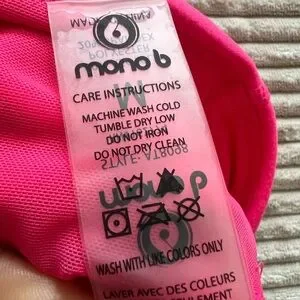 mono b
CARE INSTRUCTIONS
MACHINE WASH COLD
TUMBLE DRY LOW
DO NOT IRON
DO NOT DRY CLEAN
WASH WITH LIKE COLORS ONLY
LAVER AVEC DES COULEURS